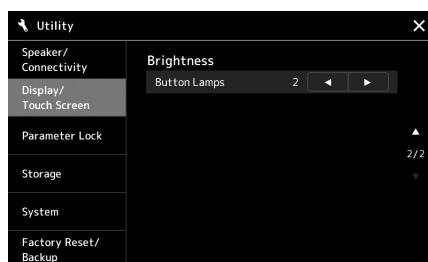 Utility
Speaker/
Connectivity
Display/
Touch Screen
Parameter Lock
Storage
System
Factory Reset/
Backup
Brightness
Button Lamps 2
2/2